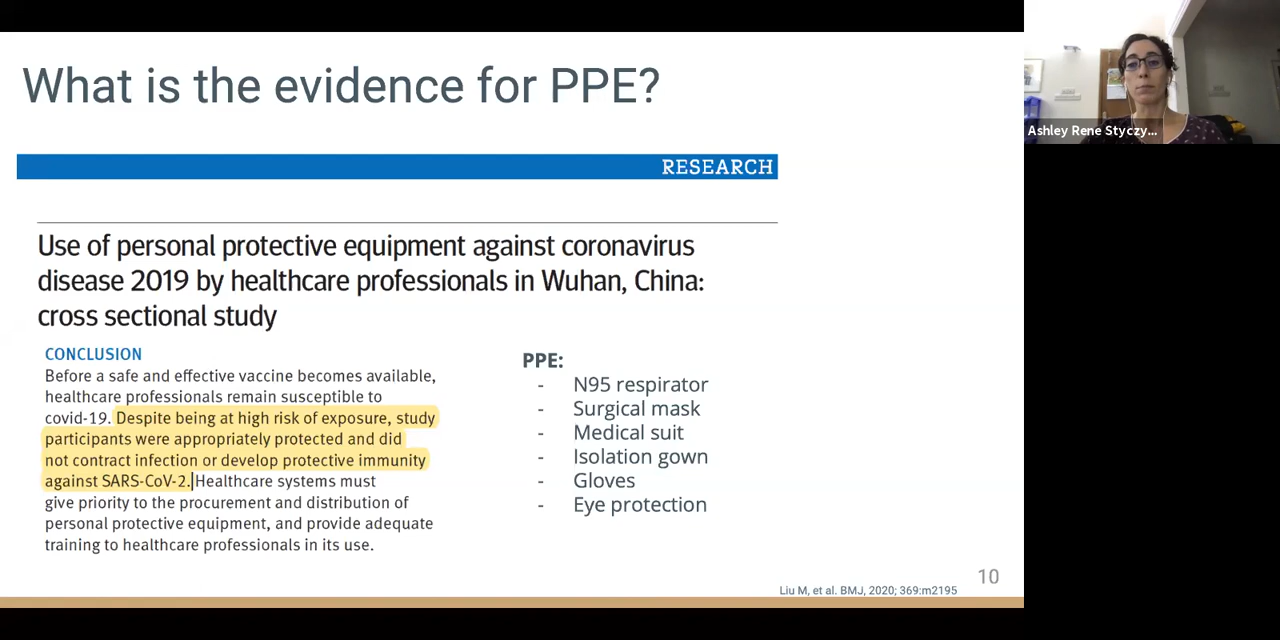 What is the evidence for PPE?
RESEARCH
Use of personal protective equipment against coronavirus
disease 2019 by healthcare professionals in Wuhan, China:
cross sectional study
CONCLUSION
Before a safe and effective vaccine becomes available,
healthcare professionals remain susceptible to
covid-19. Despite being at high risk of exposure, study
participants were appropriately protected and did
not contract infection or develop protective immunity
against SARS-CoV-2. Healthcare systems must
give priority to the procurement and distribution of
personal protective equipment, and provide adequate
training to healthcare professionals in its use.
PPE:
- N95 respirator
- Surgical mask
- Medical suit
- Isolation gown
- Gloves
- Eye protection
10
Liu M, et al. BMJ, 2020; 369:m2195
Ashley Rene Styczy...